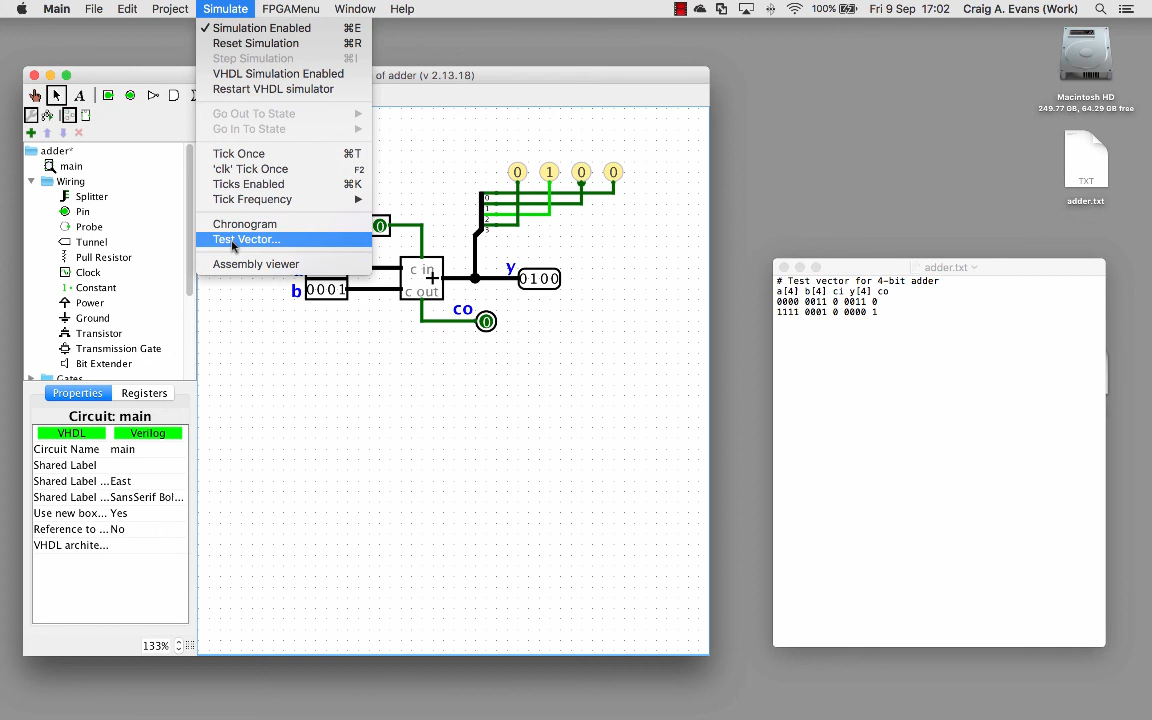 Main File Edit Project Simulate FPGAMenu Window Help 100% Fri 9 Sep 17:02 Craig A. Evans (Work)
Simulation Enabled ⌘E
Reset Simulation ⌘R
Step Simulation ⌘I
VHDL Simulation Enabled
Restart VHDL simulator
Go Out To State
Go In To State
Tick Once ⌘T
'clk' Tick Once F2
Ticks Enabled ⌘K
Tick Frequency
Chronogram
Test Vector...
Assembly viewer
of adder (v 2.13.18)
A
adder*
main
Wiring
Splitter
Pin
Probe
Tunnel
Pull Resistor
Clock
Constant
Power
Ground
Transistor
Transmission Gate
Bit Extender
Gates
Properties Registers
Circuit: main
VHDL Verilog
Circuit Name main
Shared Label
Shared Label ...East
Shared Label ...SansSerif Bol...
Use new box... Yes
Reference to ...No
VHDL archite...
133%
0 1 0 0
0
1
2
3
0
c in
+
c out
b 0001
y 0100
co 0
Macintosh HD
249.77 GB, 64.29 GB free
TXT
adder.txt
adder.txt
# Test vector for 4-bit adder
a[4] b[4] ci y[4] co
0000 0011 0 0011 0
1111 0001 0 0000 1